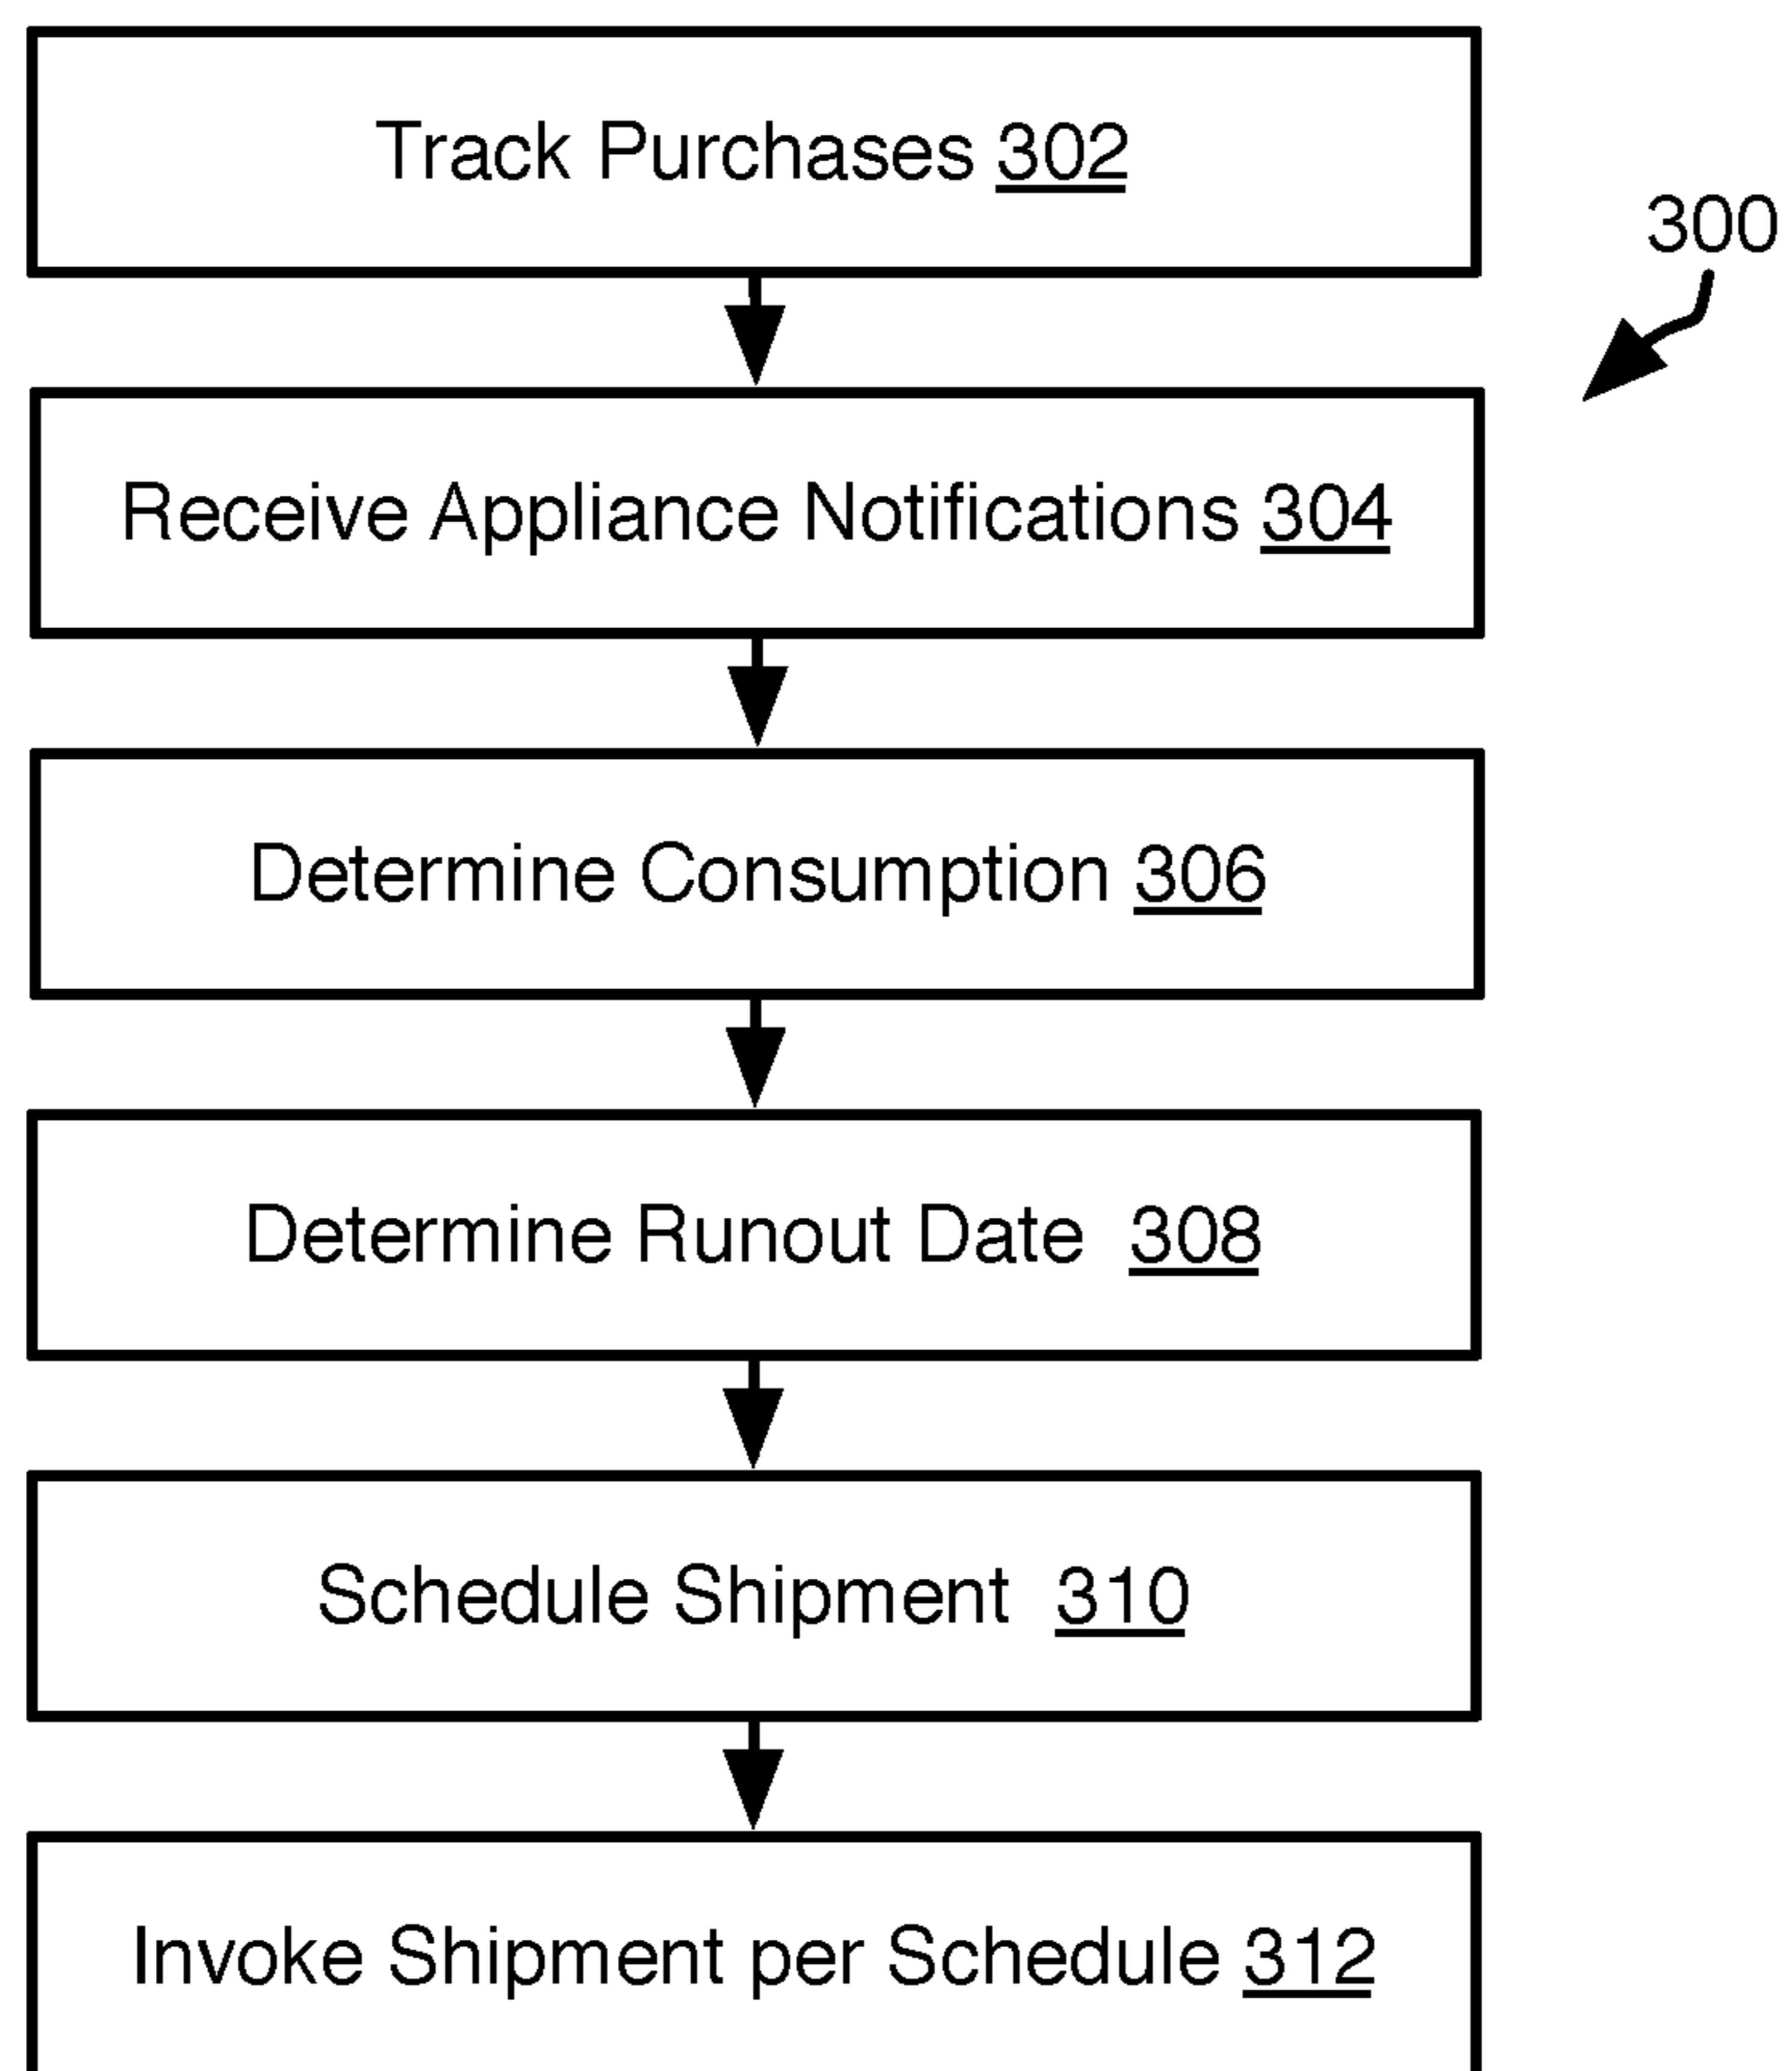 Track Purchases 302
300
Receive Appliance Notifications 304
Determine Consumption 306
Determine Runout Date 308
Schedule Shipment 310
Invoke Shipment per Schedule 312